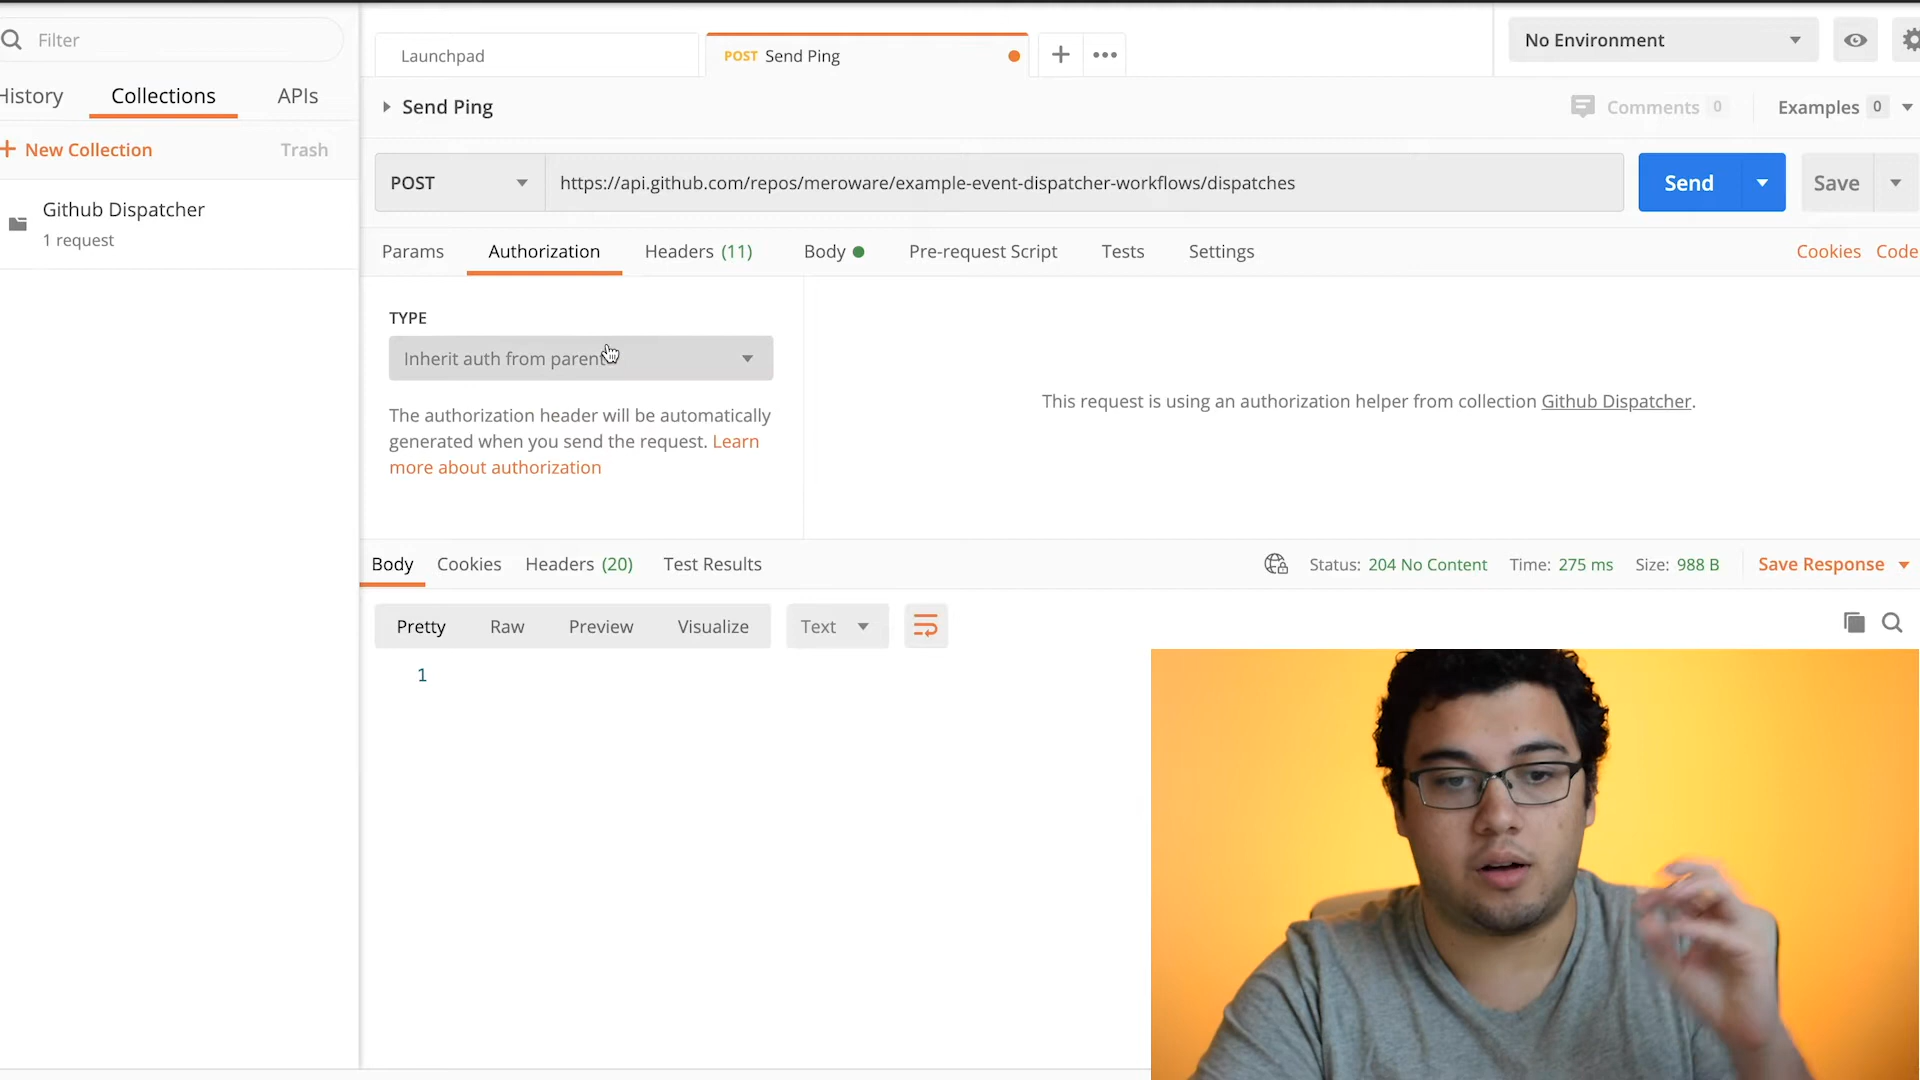 Filter
History
Collections
APIs
New Collection
Trash
Github Dispatcher
1 request
Launchpad
POST Send Ping
No Environment
Send Ping
Comments 0
Examples 0
POST
https://api.github.com/repos/meroware/example-event-dispatcher-workflows/dispatches
Send
Save
Params
Authorization
Headers (11)
Body
Pre-request Script
Tests
Settings
Cookies
Code
TYPE
Inherit auth from parent
The authorization header will be automatically
generated when you send the request. Learn
more about authorization
This request is using an authorization helper from collection Github Dispatcher.
Body
Cookies
Headers (20)
Test Results
Status: 204 No Content
Time: 275 ms
Size: 988 B
Save Response
Pretty
Raw
Preview
Visualize
Text
1